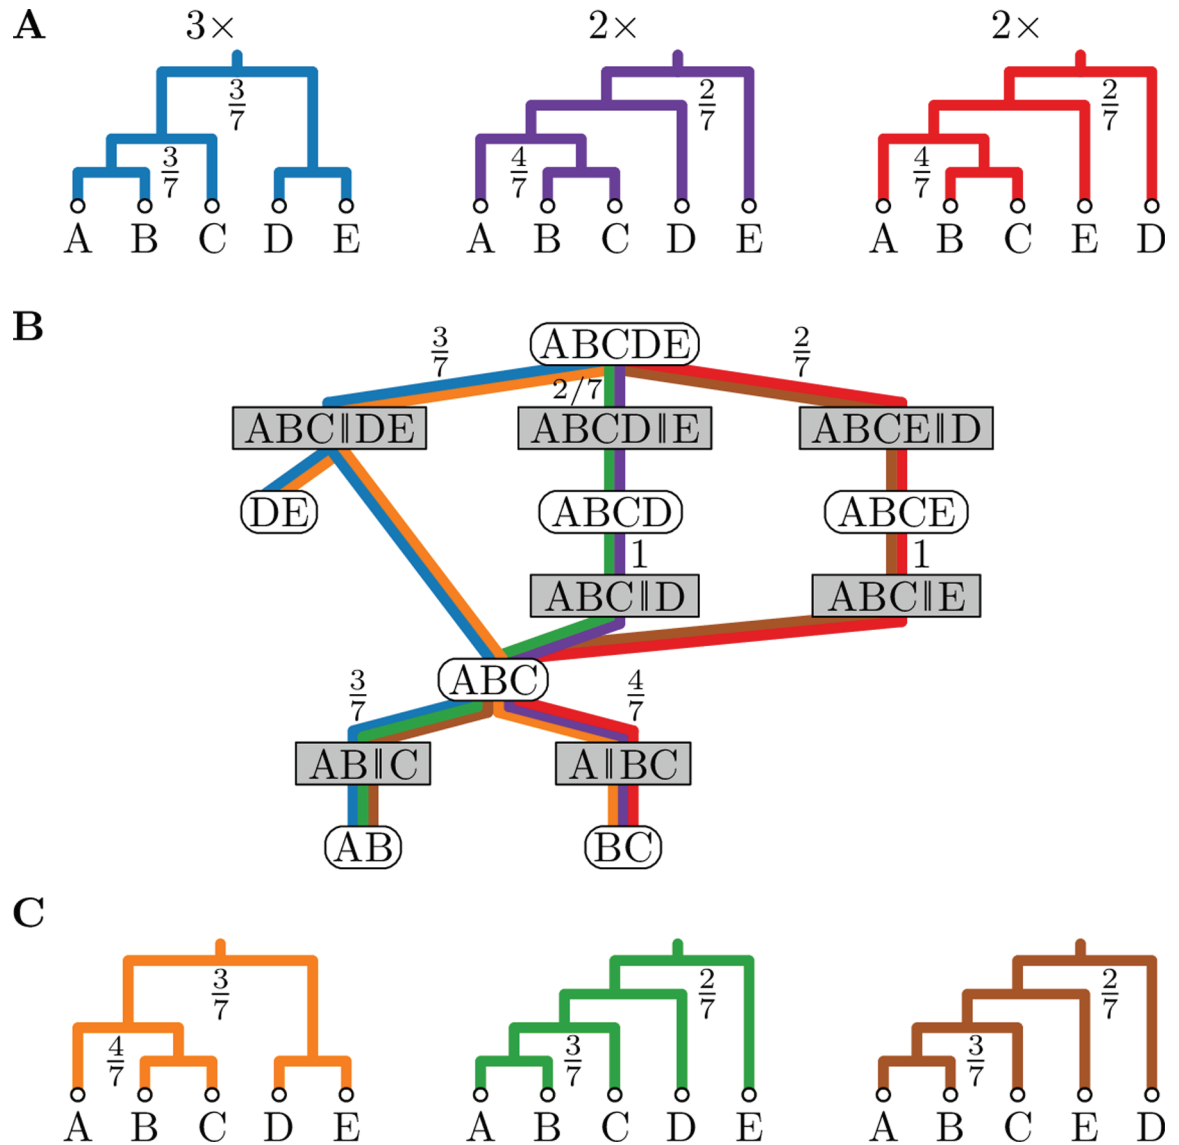 A
3× 2× 2×
3/7 2/7 2/7
3/7 4/7 4/7
A B C D E A B C D E A B C E D
B
ABCDE
3/7 2/7
2/7
ABC∥DE ABCD∥E ABCE∥D
DE ABCD ABCE
1 1
ABC∥D ABC∥E
ABC
3/7 4/7
AB∥C A∥BC
AB BC
C
3/7 2/7 2/7
4/7 3/7 3/7
A B C D E A B C D E A B C E D